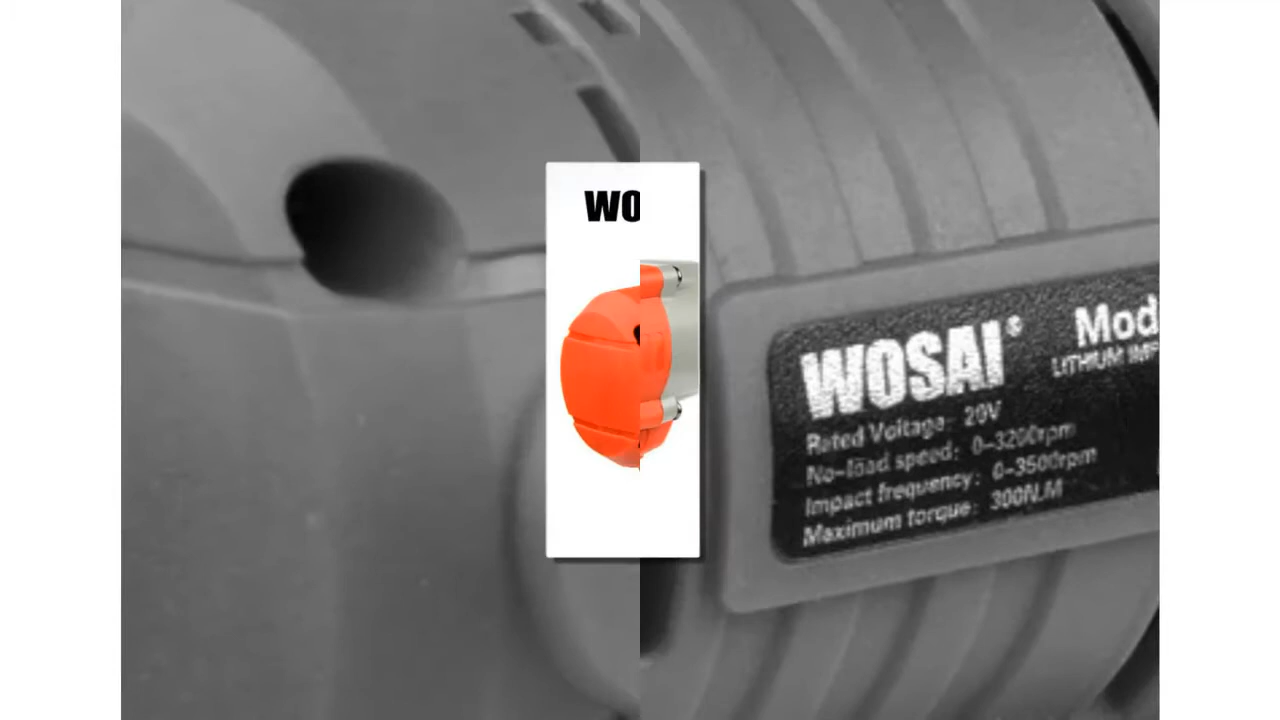 WO
WOSAI®
Mod
LITHIUM IMP
Rated Voltage: 20V
No-load speed: 0-3200rpm
Impact frequency: 0-3500rpm
Maximum torque: 300N.M